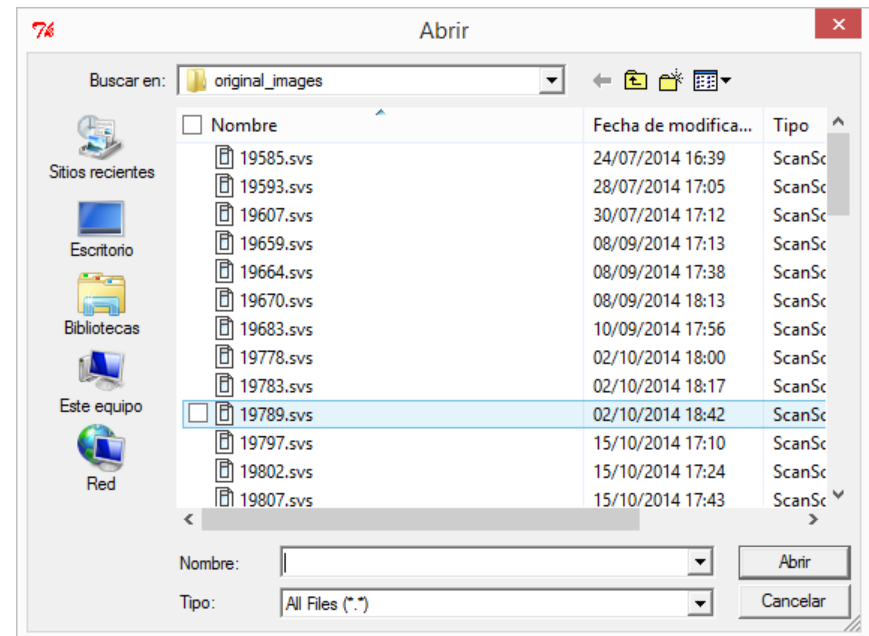 Abrir
Buscar en: original_images
Nombre Fecha de modifica... Tipo
19585.svs 24/07/2014 16:39 ScanSc
19593.svs 28/07/2014 17:05 ScanSc
19607.svs 30/07/2014 17:12 ScanSc
19659.svs 08/09/2014 17:13 ScanSc
19664.svs 08/09/2014 17:38 ScanSc
19670.svs 08/09/2014 18:13 ScanSc
19683.svs 10/09/2014 17:56 ScanSc
19778.svs 02/10/2014 18:00 ScanSc
19783.svs 02/10/2014 18:17 ScanSc
19789.svs 02/10/2014 18:42 ScanSc
19797.svs 15/10/2014 17:10 ScanSc
19802.svs 15/10/2014 17:24 ScanSc
19807.svs 15/10/2014 17:43 ScanSc
Sitios recientes
Escritorio
Bibliotecas
Este equipo
Red
Nombre: Abrir
Tipo: All Files (*.*) Cancelar